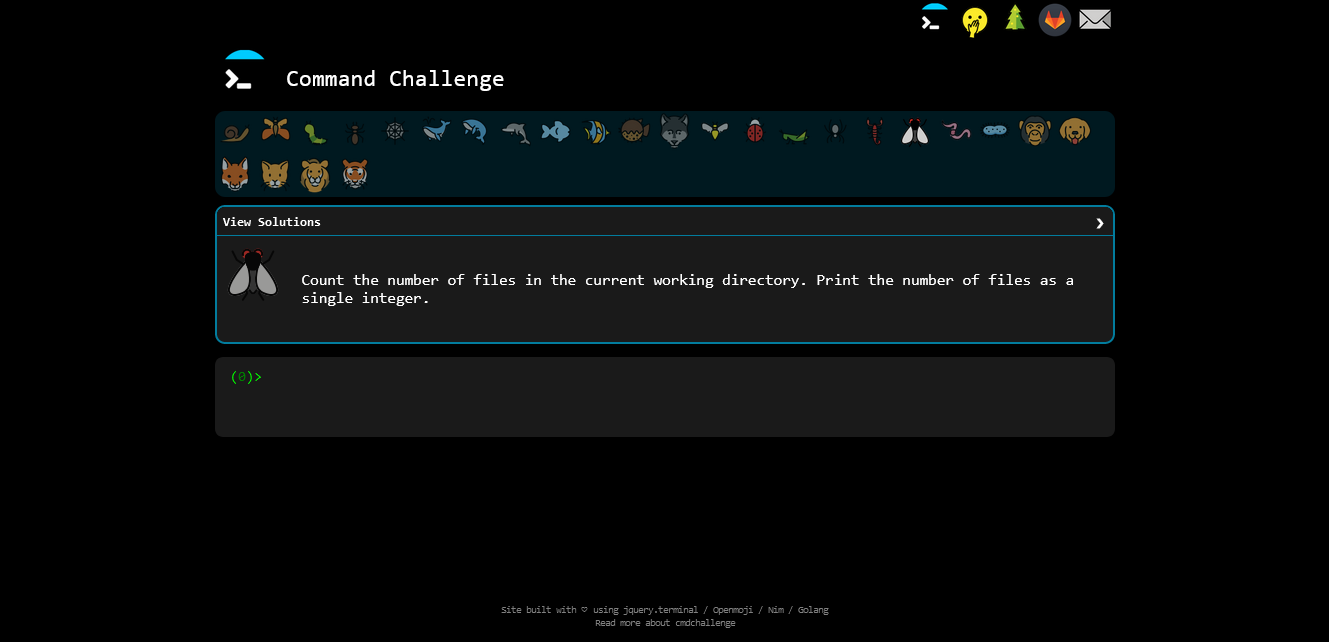 Command Challenge
View Solutions
Count the number of files in the current working directory. Print the number of files as a
single integer.
(0)>
Site built with ♡ using jquery.terminal / Openmoji / Nim / Golang
Read more about cmdchallenge